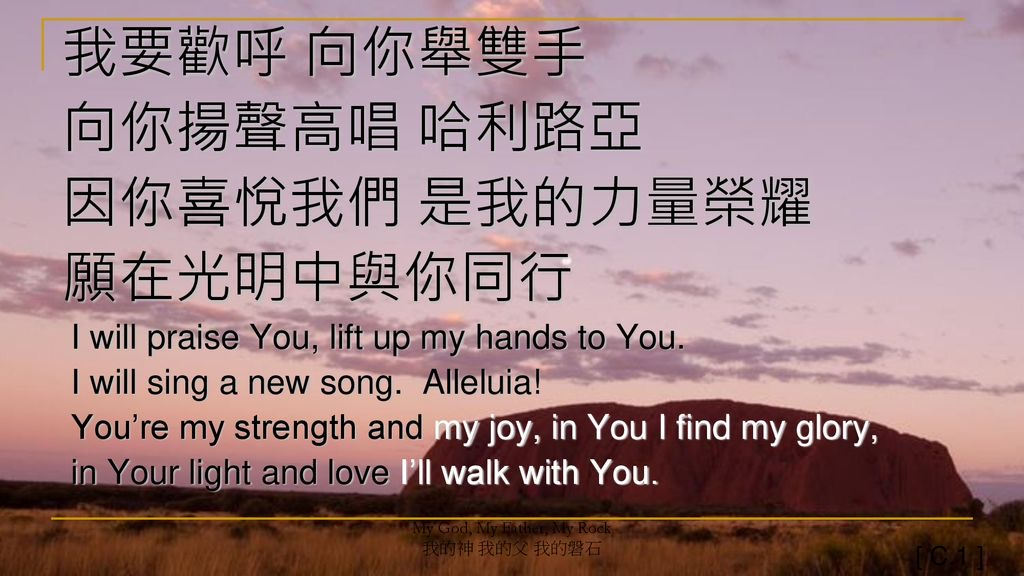 我要歡呼 向你舉雙手
向你揚聲高唱 哈利路亞
因你喜悅我們 是我的力量榮耀
願在光明中與你同行
I will praise You, lift up my hands to You.
I will sing a new song.  Alleluia!
You’re my strength and my joy, in You I find my glory,
in Your light and love I’ll walk with You.
My God, My Father, My Rock
我的神 我的父 我的磐石
[ C 1 ]